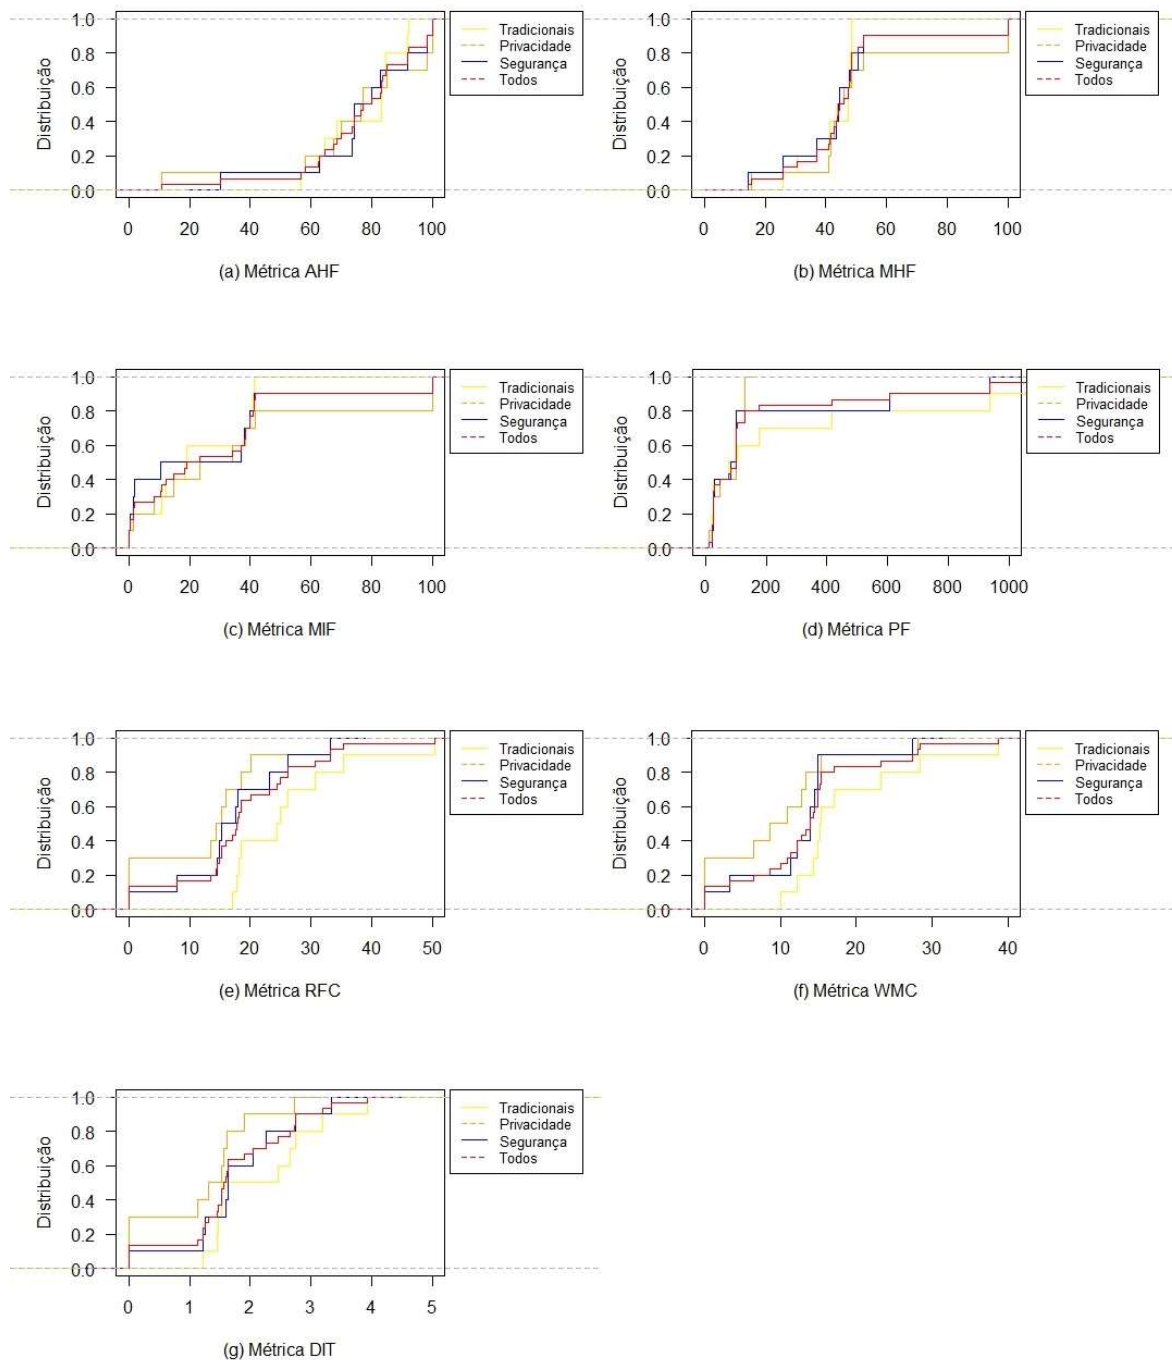 Distribuição
1.0
0.8
0.6
0.4
0.2
0.0
0 20 40 60 80 100
Tradicionais
Privacidade
Segurança
Todos
(a) Métrica AHF
Distribuição
1.0
0.8
0.6
0.4
0.2
0.0
0 20 40 60 80 100
Tradicionais
Privacidade
Segurança
Todos
(b) Métrica MHF
Distribuição
1.0
0.8
0.6
0.4
0.2
0.0
0 20 40 60 80 100
Tradicionais
Privacidade
Segurança
Todos
(c) Métrica MIF
Distribuição
1.0
0.8
0.6
0.4
0.2
0.0
0 200 400 600 800 1000
Tradicionais
Privacidade
Segurança
Todos
(d) Métrica PF
Distribuição
1.0
0.8
0.6
0.4
0.2
0.0
0 10 20 30 40 50
Tradicionais
Privacidade
Segurança
Todos
(e) Métrica RFC
Distribuição
1.0
0.8
0.6
0.4
0.2
0.0
0 10 20 30 40
Tradicionais
Privacidade
Segurança
Todos
(f) Métrica WMC
Distribuição
1.0
0.8
0.6
0.4
0.2
0.0
0 1 2 3 4 5
Tradicionais
Privacidade
Segurança
Todos
(g) Métrica DIT